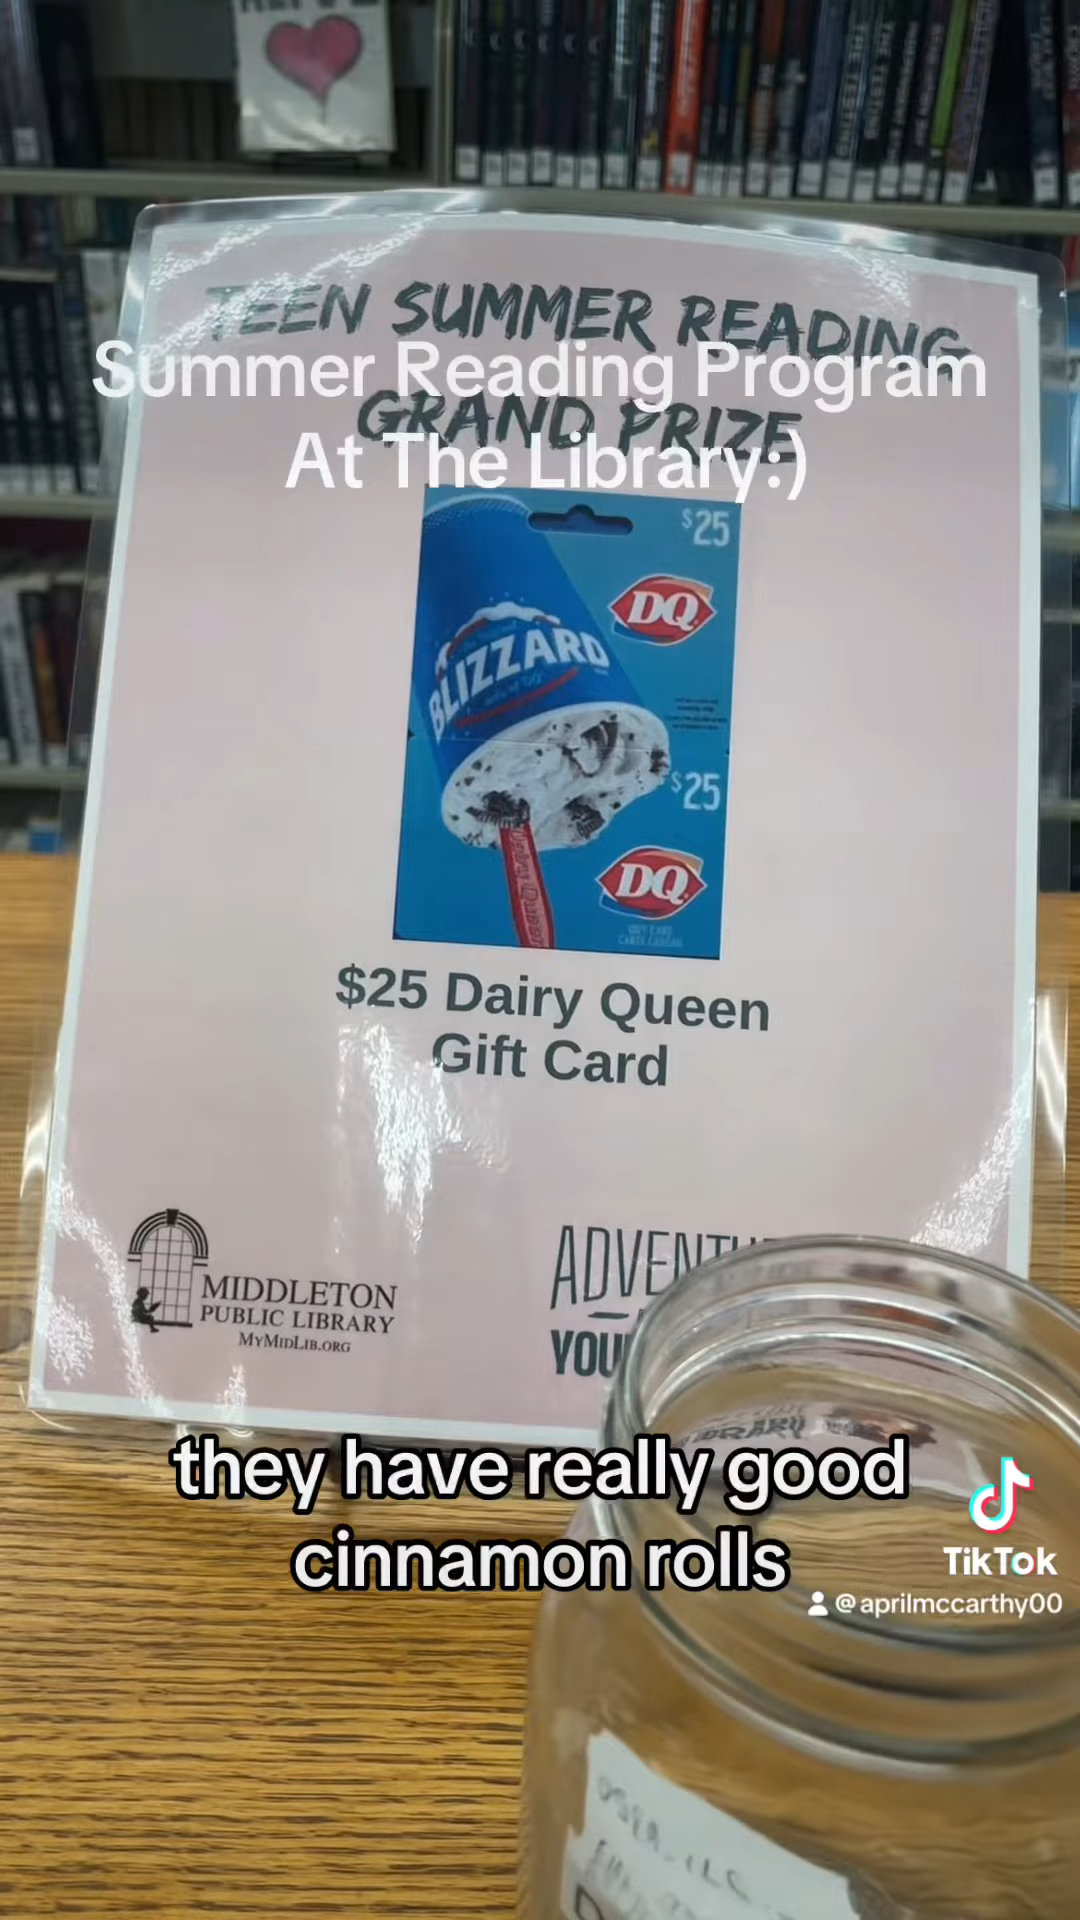 TEEN SUMMER READING
GRAND PRIZE
Summer Reading Program
At The Library:)
$25
DQ
BLIZZARD
$25
DQ
$25 Dairy Queen
Gift Card
MIDDLETON
PUBLIC LIBRARY
MYMIDLIB.ORG
ADVENTU
YOU
they have really good
cinnamon rolls
TikTok
@aprilmccarthy00